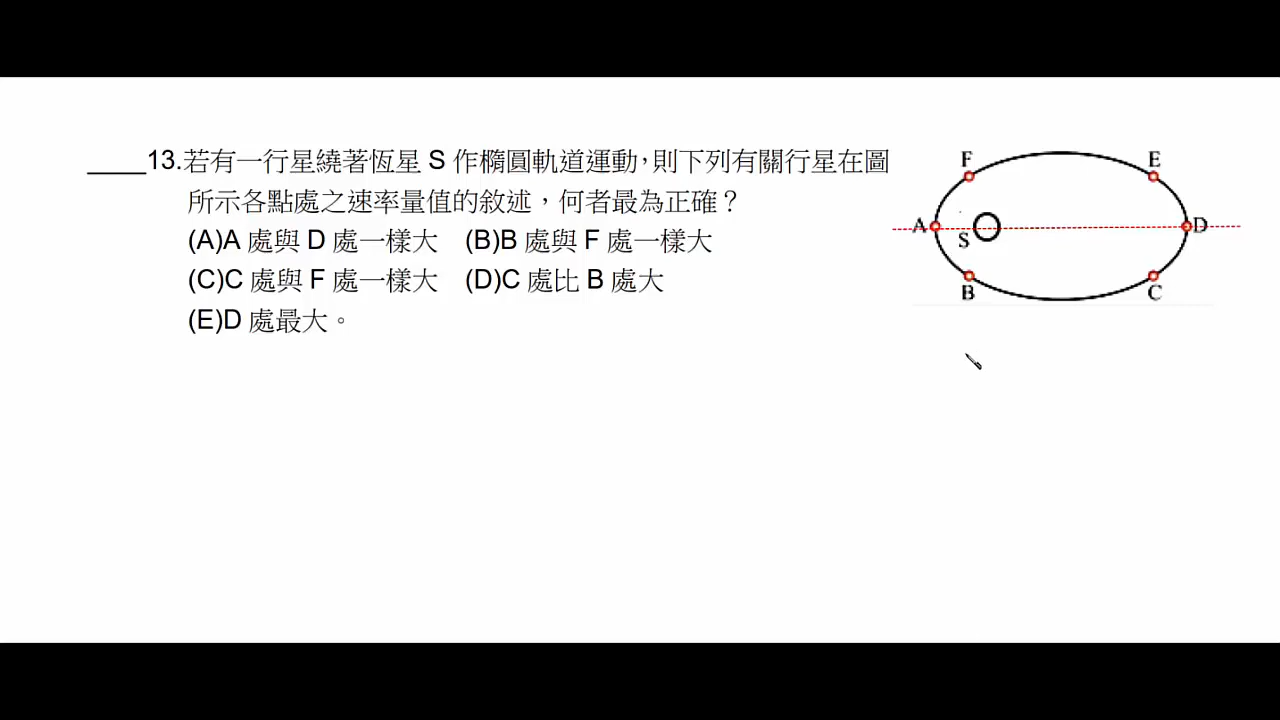 ____13.若有一行星繞著恆星 S 作橢圓軌道運動，則下列有關行星在圖
所示各點處之速率量值的敘述，何者最為正確？
(A)A 處與 D 處一樣大 (B)B 處與 F 處一樣大
(C)C 處與 F 處一樣大 (D)C 處比 B 處大
(E)D 處最大。
F E
A S D
B C